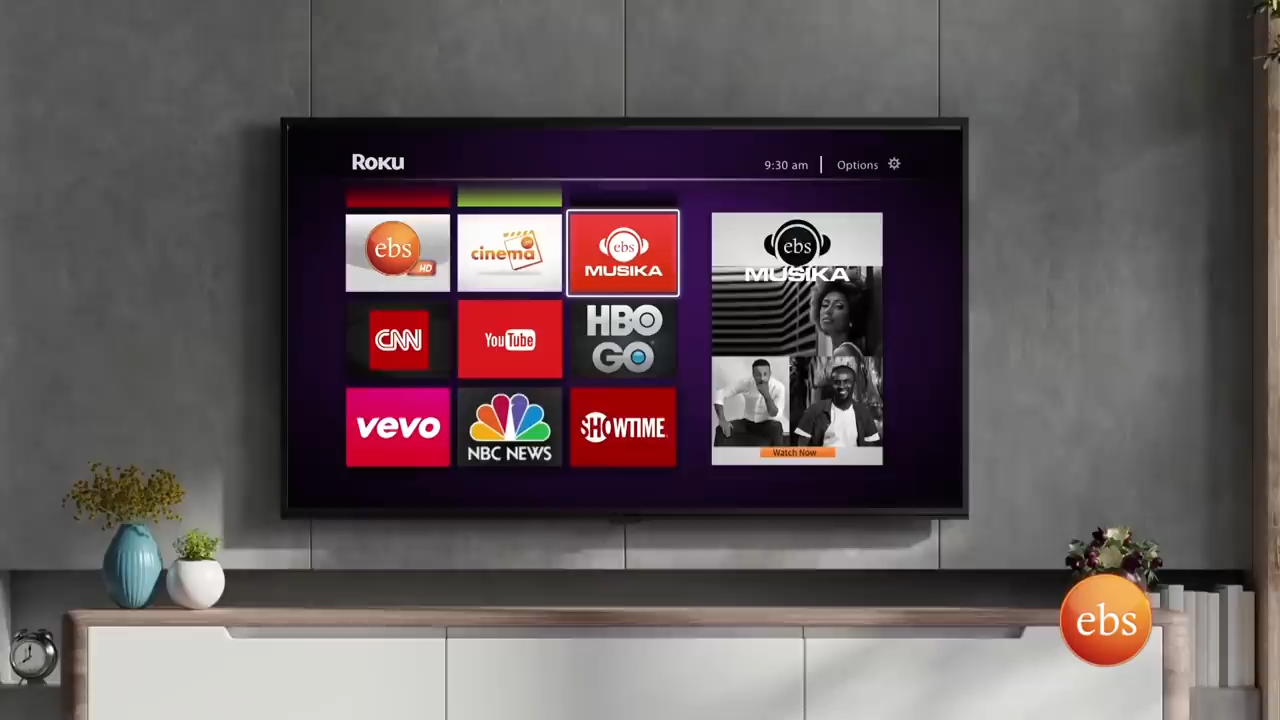 Roku
9:30 am | Options
ebs
HD
cinema
ebs
MUSIKA
ebs
MUSIKA
CNN
YouTube
HBO
GO
vevo
NBC NEWS
SHOWTIME
Watch Now
ebs